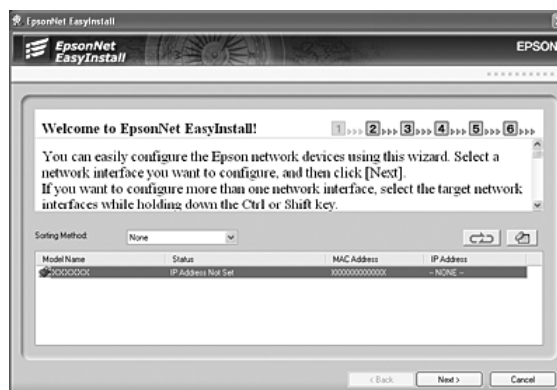 EpsonNet EasyInstall
EpsonNet
EasyInstall
EPSON
Welcome to EpsonNet EasyInstall!
1 2 3 4 5 6
You can easily configure the Epson network devices using this wizard. Select a
network interface you want to configure, and then click [Next].
If you want to configure more than one network interface, select the target network
interfaces while holding down the Ctrl or Shift key.
Sorting Method: None
Model Name Status MAC Address IP Address
XXXXXXX IP Address Not Set XXXXXXXXXXXX - NONE -
< Back Next > Cancel